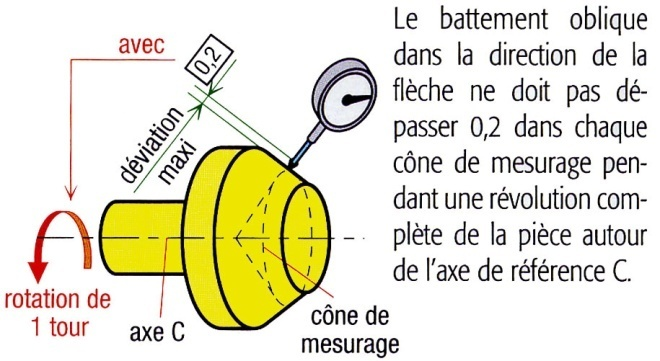 avec
0,2
déviation
maxi
rotation de
1 tour
axe C
cône de
mesurage
Le battement oblique
dans la direction de la
flèche ne doit pas dé-
passer 0,2 dans chaque
cône de mesurage pen-
dant une révolution com-
plète de la pièce autour
de l'axe de référence C.